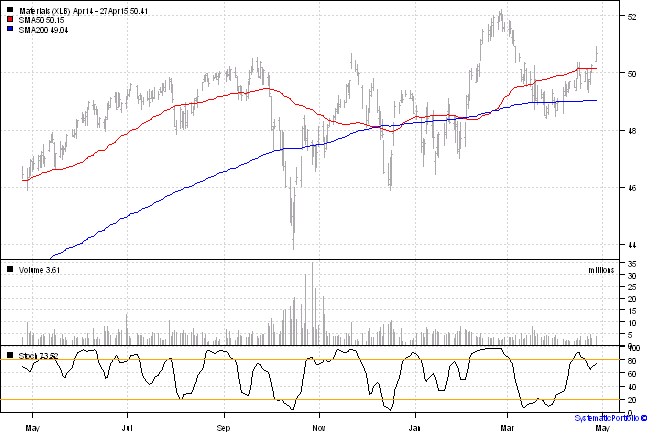 Materials (XLB) Apr14 - 27Apr15 50.41
SMA50 50.15
SMA200 49.04
52
50
48
46
44
Volume 3.61
millions
35
30
25
20
15
10
5
0
Stoch 73.52
100
80
60
40
20
0
SystematicPortfolio ©
May Jul Sep Nov Jan Mar May